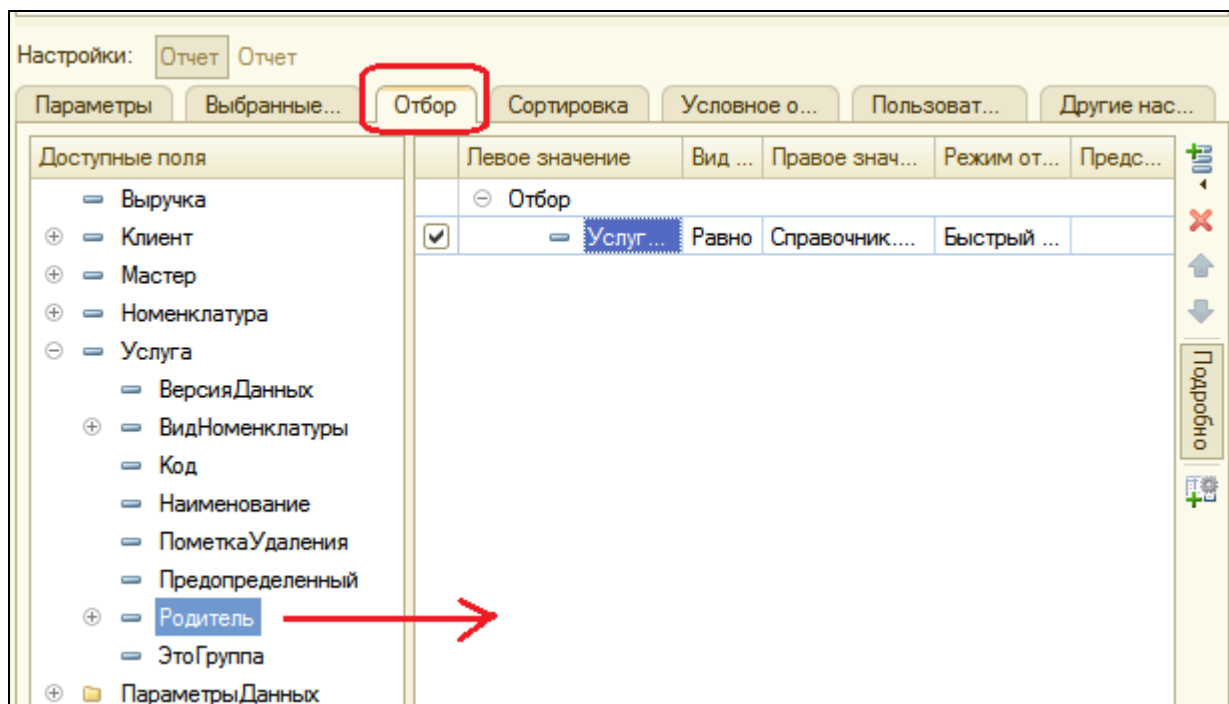 Настройки: Отчет Отчет
Параметры Выбранные... Отбор Сортировка Условное о... Пользоват... Другие нас...
Доступные поля
Выручка
Клиент
Мастер
Номенклатура
Услуга
ВерсияДанных
ВидНоменклатуры
Код
Наименование
ПометкаУдаления
Предопределенный
Родитель
ЭтоГруппа
ПараметрыДанных
Левое значение Вид ... Правое знач... Режим от... Предс...
Отбор
Услуг... Равно Справочник.... Быстрый ...
Подробно